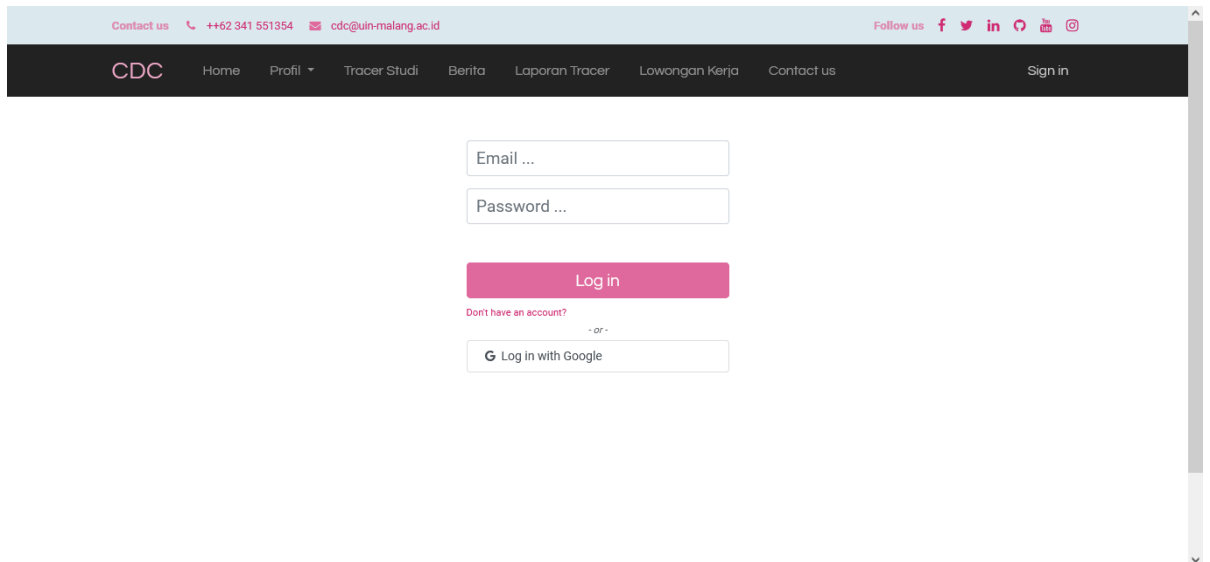 Contact us ++62 341 551354 cdc@uin-malang.ac.id Follow us
CDC Home Profil Tracer Studi Berita Laporan Tracer Lowongan Kerja Contact us Sign in
Email ...
Password ...
Log in
Don't have an account?
- or -
G Log in with Google